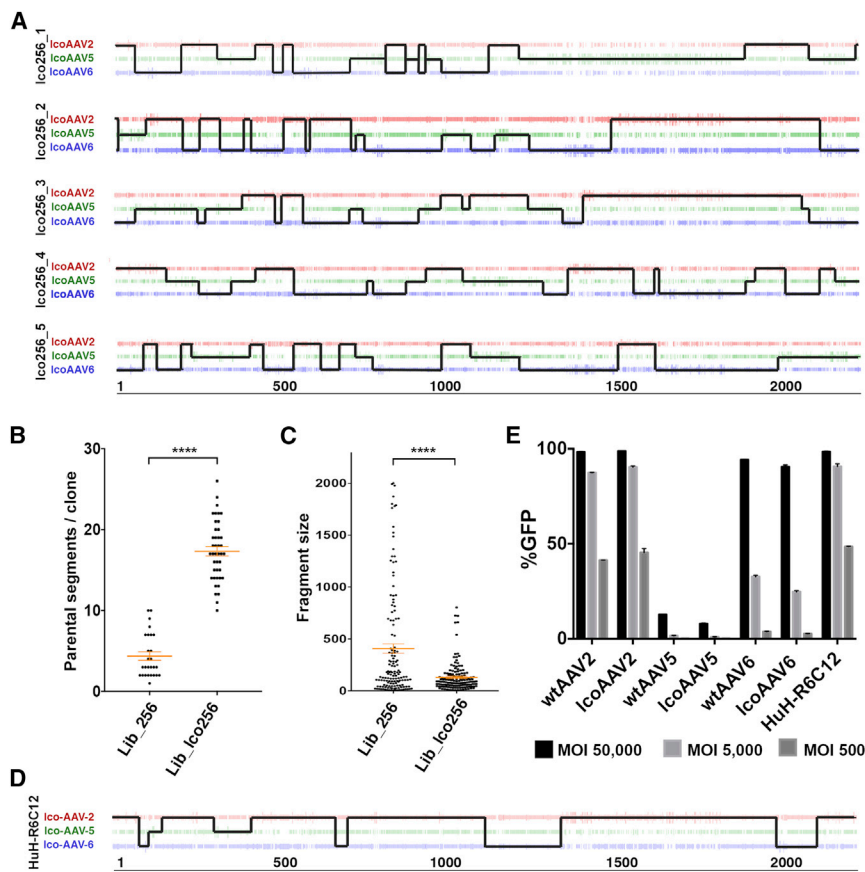 A
Ico256_1
IcoAAV2
IcoAAV5
IcoAAV6
Ico256_2
IcoAAV2
IcoAAV5
IcoAAV6
Ico256_3
IcoAAV2
IcoAAV5
IcoAAV6
Ico256_4
IcoAAV2
IcoAAV5
IcoAAV6
Ico256_5
IcoAAV2
IcoAAV5
IcoAAV6
1 500 1000 1500 2000
B
Parental segments / clone
30
20
10
0
****
Lib_256
Lib_Ico256
C
Fragment size
2000
1500
1000
500
0
****
Lib_256
Lib_Ico256
E
%GFP
100
50
0
wtAAV2
IcoAAV2
wtAAV5
IcoAAV5
wtAAV6
IcoAAV6
HuH-R6C12
MOI 50,000 MOI 5,000 MOI 500
D
HuH-R6C12
Ico-AAV-2
Ico-AAV-5
Ico-AAV-6
1 500 1000 1500 2000